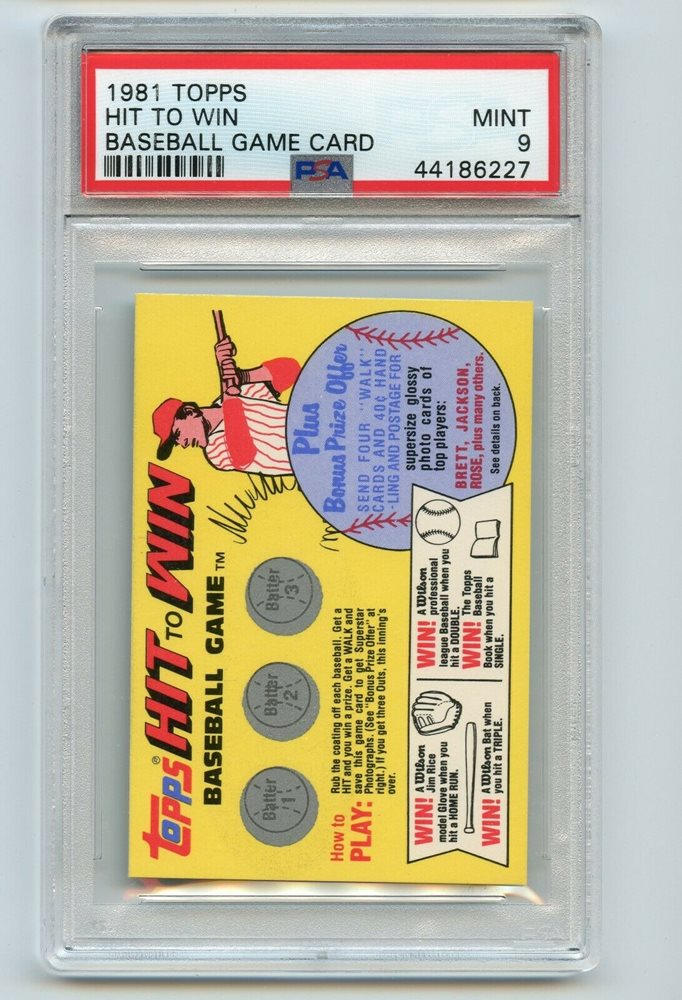 1981 TOPPS
HIT TO WIN
BASEBALL GAME CARD
MINT
9
PSA
44186227
Topps® HIT TO WIN
BASEBALL GAME™
Batter
1
Batter
2
Batter
3
How to
PLAY:
Rub the coating off each baseball. Get a
HIT and you win a prize. Get a WALK and
save this game card to get Superstar
Photographs. (See "Bonus Prize Offer" at
right.) If you get three Outs, this inning's
over.
WIN! A Wilson
Jim Rice
model Glove when you
hit a HOME RUN.
WIN! A Wilson Bat when
you hit a TRIPLE.
WIN! A Wilson
professional
league Baseball when you
hit a DOUBLE.
WIN! The Topps
Baseball
Book when you hit a
SINGLE.
Plus
Bonus Prize Offer
SEND FOUR "WALK"
CARDS AND 40¢ HAND
-LING AND POSTAGE FOR
supersize glossy
photo cards of
top players:
BRETT, JACKSON,
ROSE, plus many others.
See details on back.